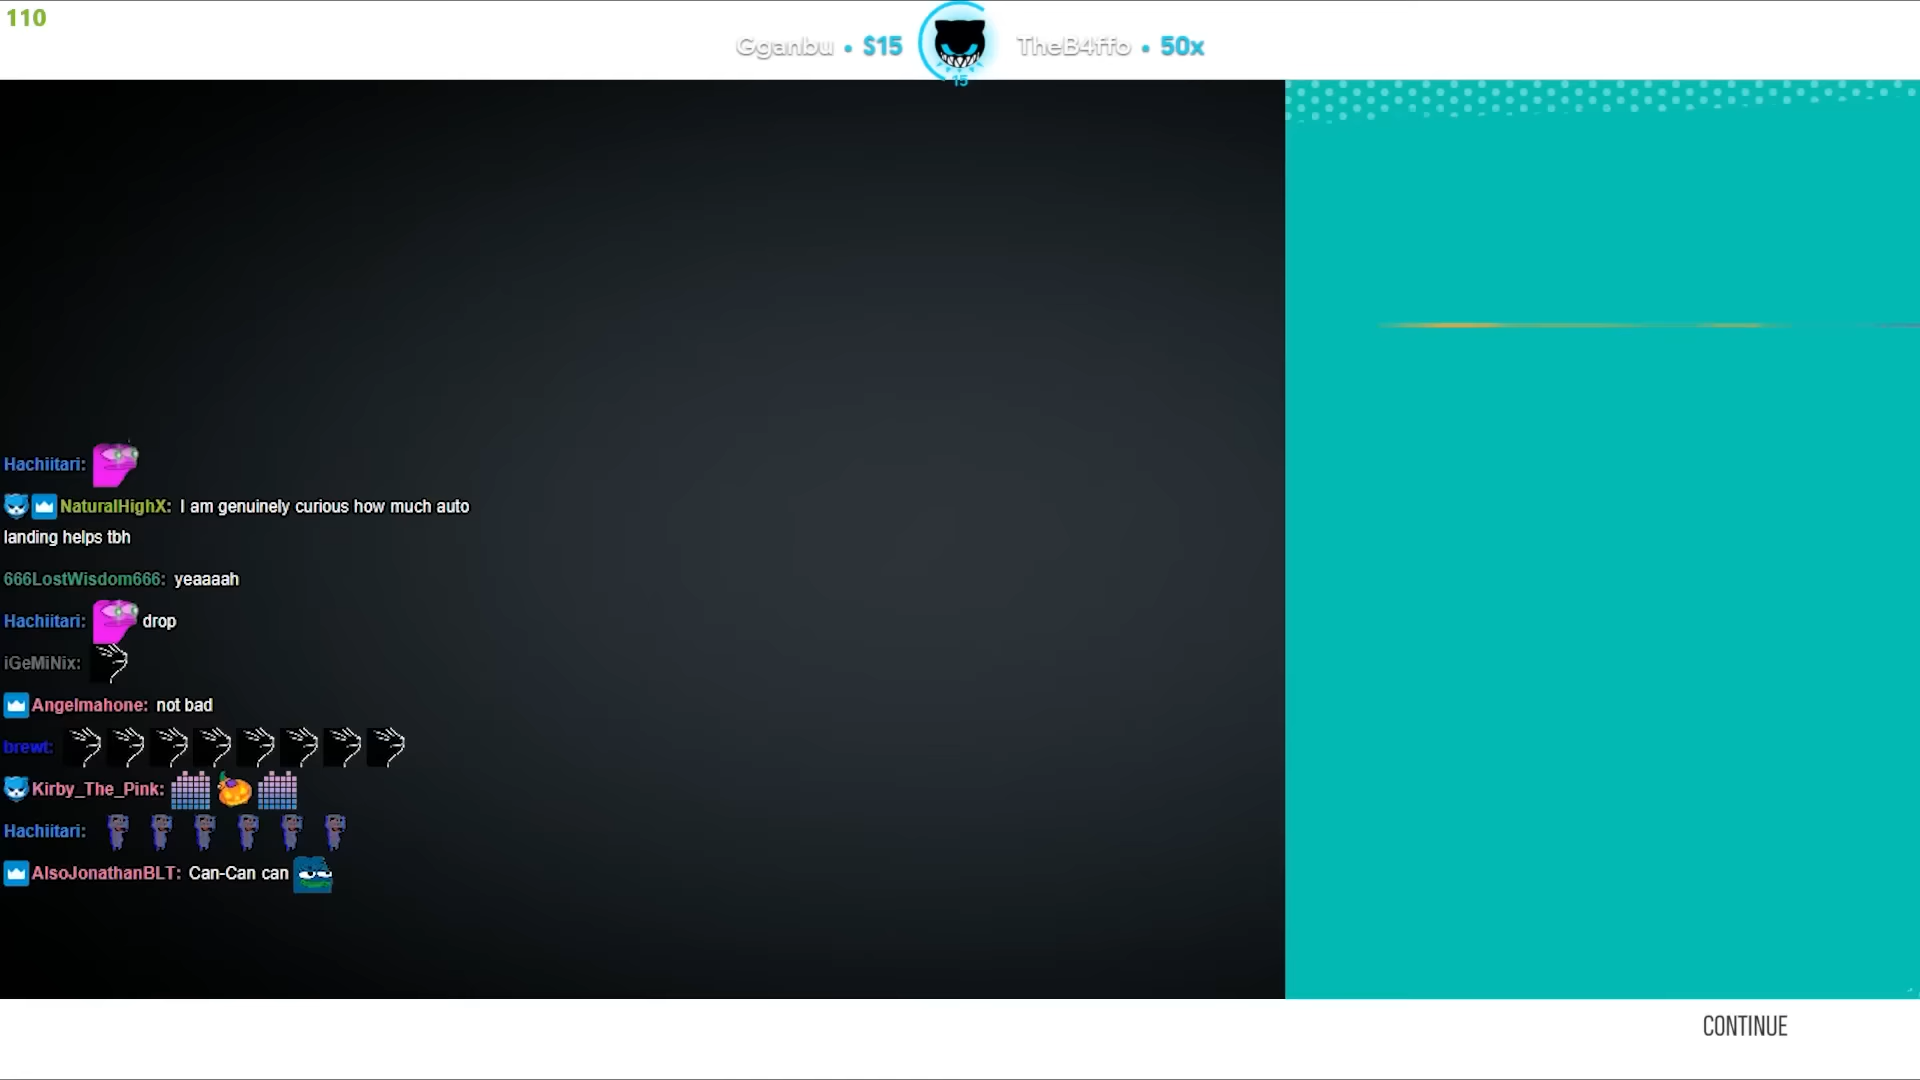 110
Gganbu • $15
TheB4ffo • 50x
15
Hachiitari:
NaturalHighX: I am genuinely curious how much auto
landing helps tbh
666LostWisdom666: yeaaaah
Hachiitari: drop
iGeMiNix:
Angelmahone: not bad
brewt:
Kirby_The_Pink:
Hachiitari:
AlsoJonathanBLT: Can-Can can
CONTINUE